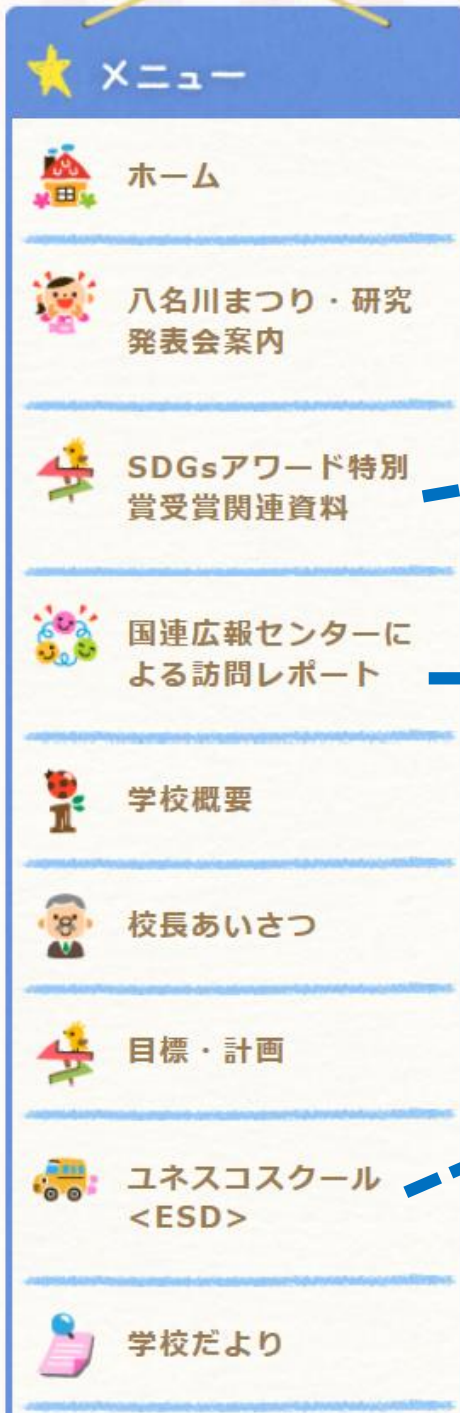 メニュー
ホーム
八名川まつり・研究
発表会案内
SDGsアワード特別
賞受賞関連資料
国連広報センターに
よる訪問レポート
学校概要
校長あいさつ
目標・計画
ユネスコスクール
<ESD>
学校だより